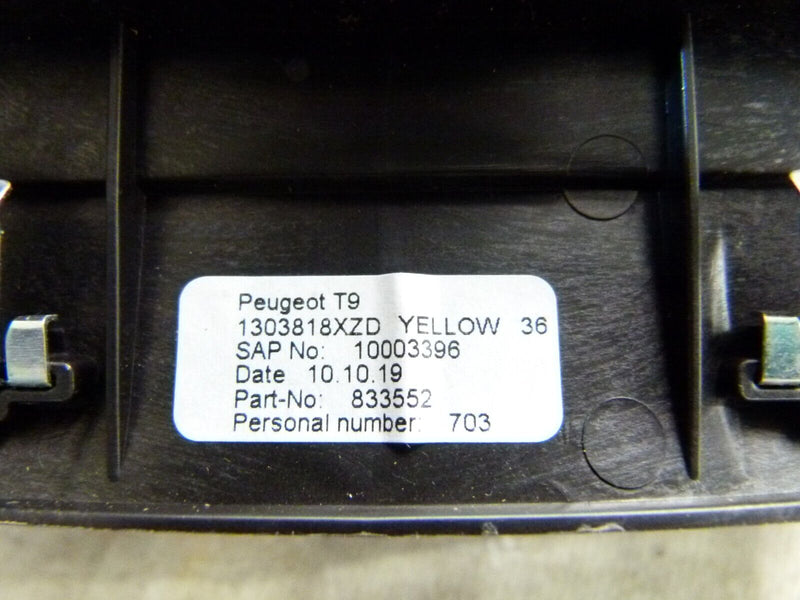 Peugeot T9
1303818XZD YELLOW 36
SAP No: 10003396
Date 10.10.19
Part-No: 833552
Personal number: 703